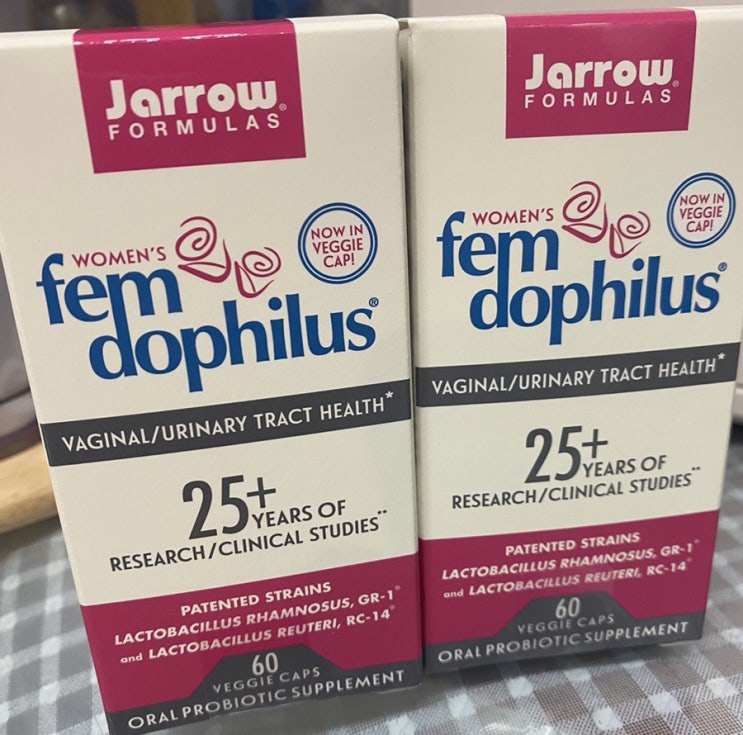 Jarrow®
FORMULAS
WOMEN'S
fem
dophilus®
NOW IN
VEGGIE
CAP!
VAGINAL/URINARY TRACT HEALTH*
25+
YEARS OF
RESEARCH/CLINICAL STUDIES••
PATENTED STRAINS
LACTOBACILLUS RHAMNOSUS, GR-1®
and LACTOBACILLUS REUTERI, RC-14®
60
VEGGIE CAPS
ORAL PROBIOTIC SUPPLEMENT
Jarrow®
FORMULAS
WOMEN'S
fem
dophilus®
NOW IN
VEGGIE
CAP!
VAGINAL/URINARY TRACT HEALTH*
25+
YEARS OF
RESEARCH/CLINICAL STUDIES••
PATENTED STRAINS
LACTOBACILLUS RHAMNOSUS, GR-1®
and LACTOBACILLUS REUTERI, RC-14®
60
VEGGIE CAPS
ORAL PROBIOTIC SUPPLEMENT